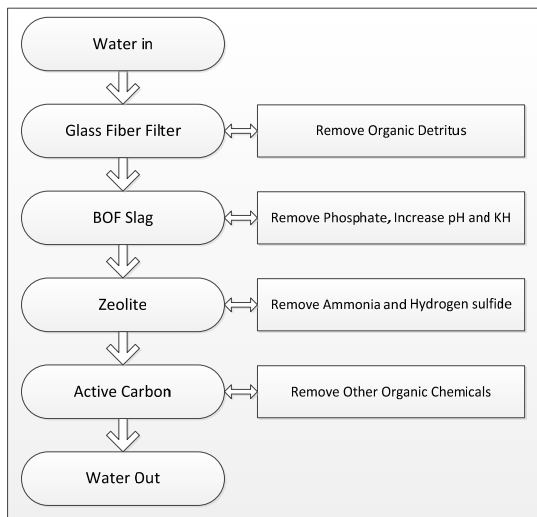 Water in
Glass Fiber Filter
Remove Organic Detritus
BOF Slag
Remove Phosphate, Increase pH and KH
Zeolite
Remove Ammonia and Hydrogen sulfide
Active Carbon
Remove Other Organic Chemicals
Water Out